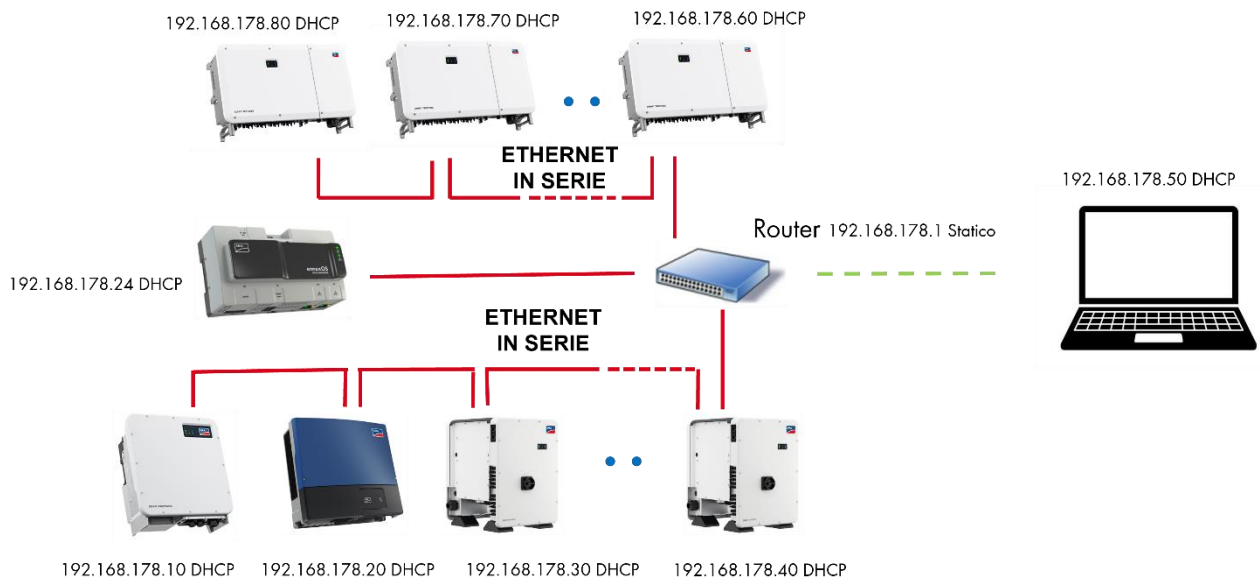 192.168.178.80 DHCP
192.168.178.70 DHCP
192.168.178.60 DHCP
ETHERNET
IN SERIE
192.168.178.50 DHCP
Router 192.168.178.1 Statico
192.168.178.24 DHCP
ennexOS
ETHERNET
IN SERIE
192.168.178.10 DHCP
192.168.178.20 DHCP
192.168.178.30 DHCP
192.168.178.40 DHCP